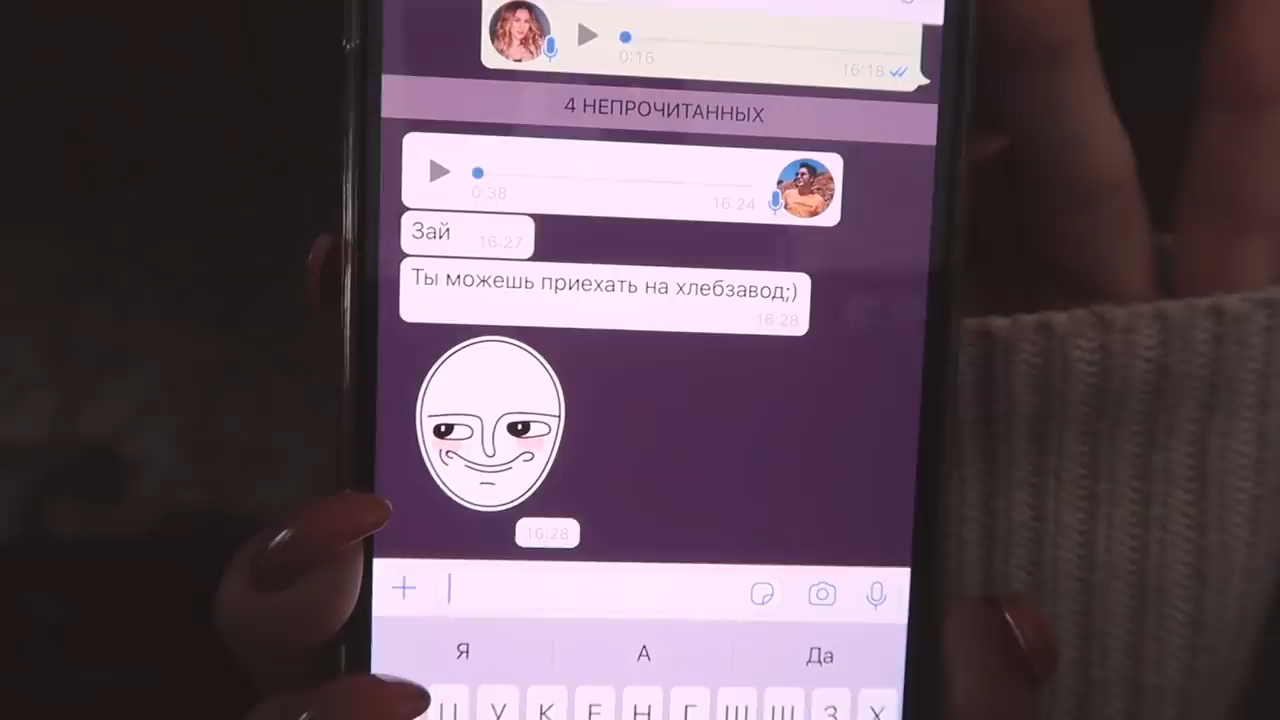 0:16
16:18
4 НЕПРОЧИТАННЫХ
0:38
16:24
Зай
16:27
Ты можешь приехать на хлебзавод;)
16:28
16:28
Я А Да
Ц У К Е Н Г Ш Щ З Х